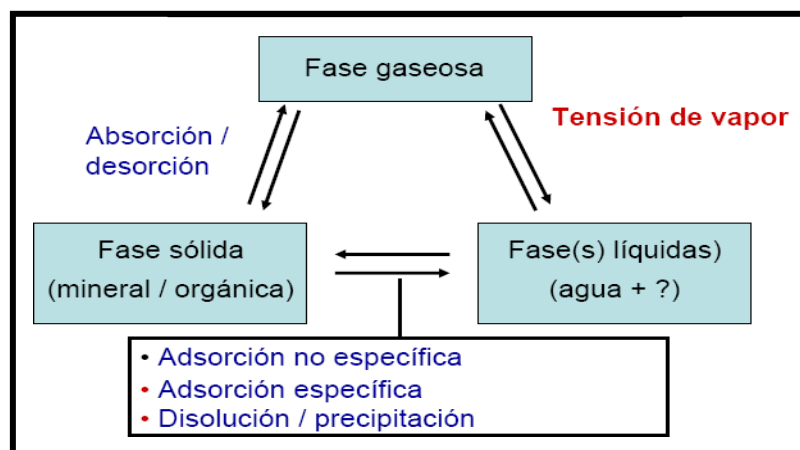 Fase gaseosa
Tensión de vapor
Absorción /
desorción
Fase sólida
(mineral / orgánica)
Fase(s) líquidas)
(agua + ?)
• Adsorción no específica
• Adsorción específica
• Disolución / precipitación